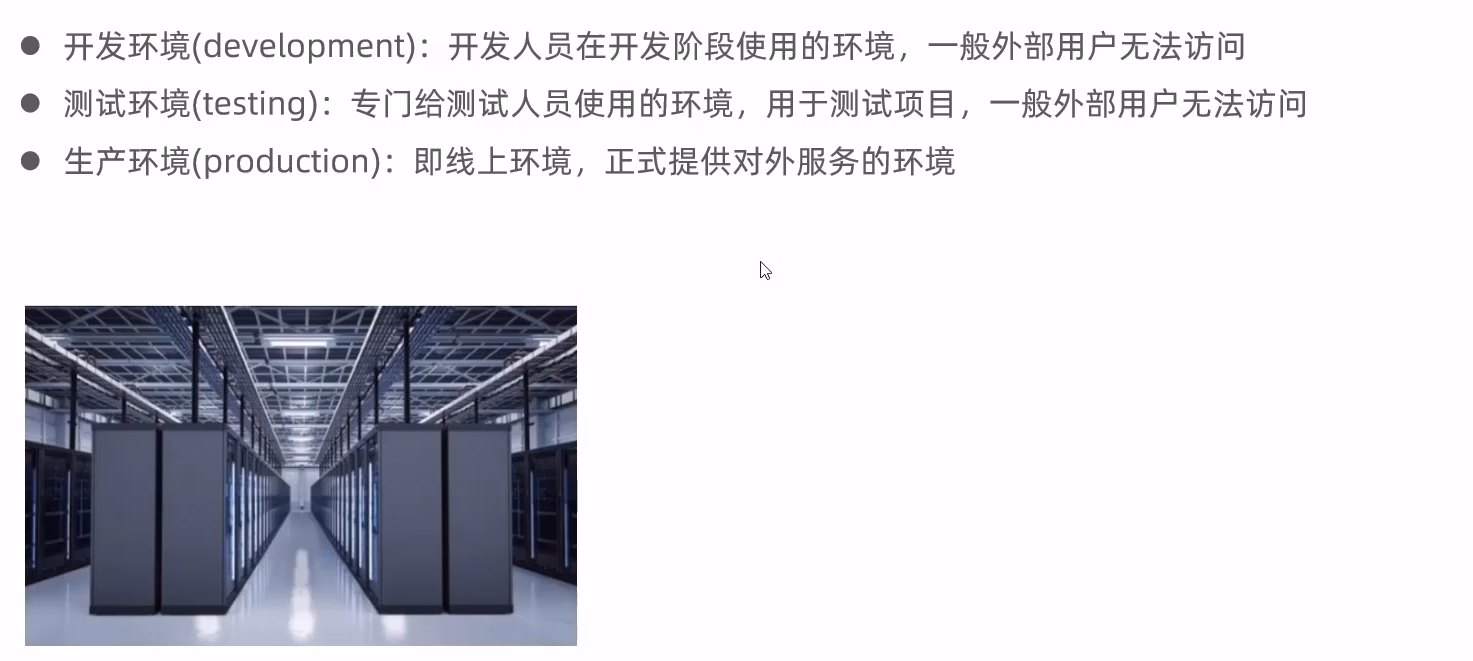 ● 开发环境(development)：开发人员在开发阶段使用的环境，一般外部用户无法访问
● 测试环境(testing)：专门给测试人员使用的环境，用于测试项目，一般外部用户无法访问
● 生产环境(production)：即线上环境，正式提供对外服务的环境